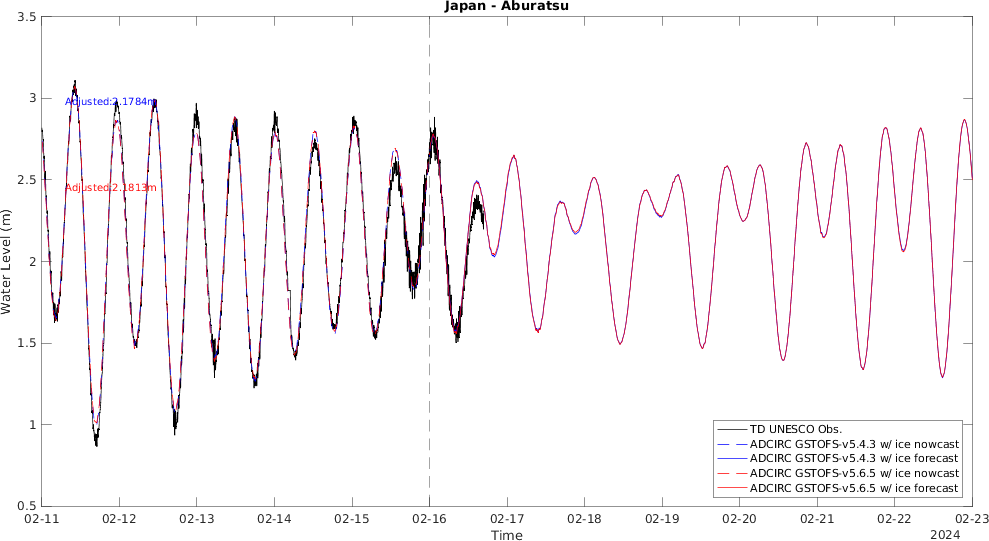 Japan - Aburatsu
3.5
3
2.5
2
1.5
1
0.5
Water Level (m)
Adjusted:2.1784m
Adjusted:2.1813m
TD UNESCO Obs.
ADCIRC GSTOFS-v5.4.3 w/ ice nowcast
ADCIRC GSTOFS-v5.4.3 w/ ice forecast
ADCIRC GSTOFS-v5.6.5 w/ ice nowcast
ADCIRC GSTOFS-v5.6.5 w/ ice forecast
02-11 02-12 02-13 02-14 02-15 02-16 02-17 02-18 02-19 02-20 02-21 02-22 02-23
Time
2024